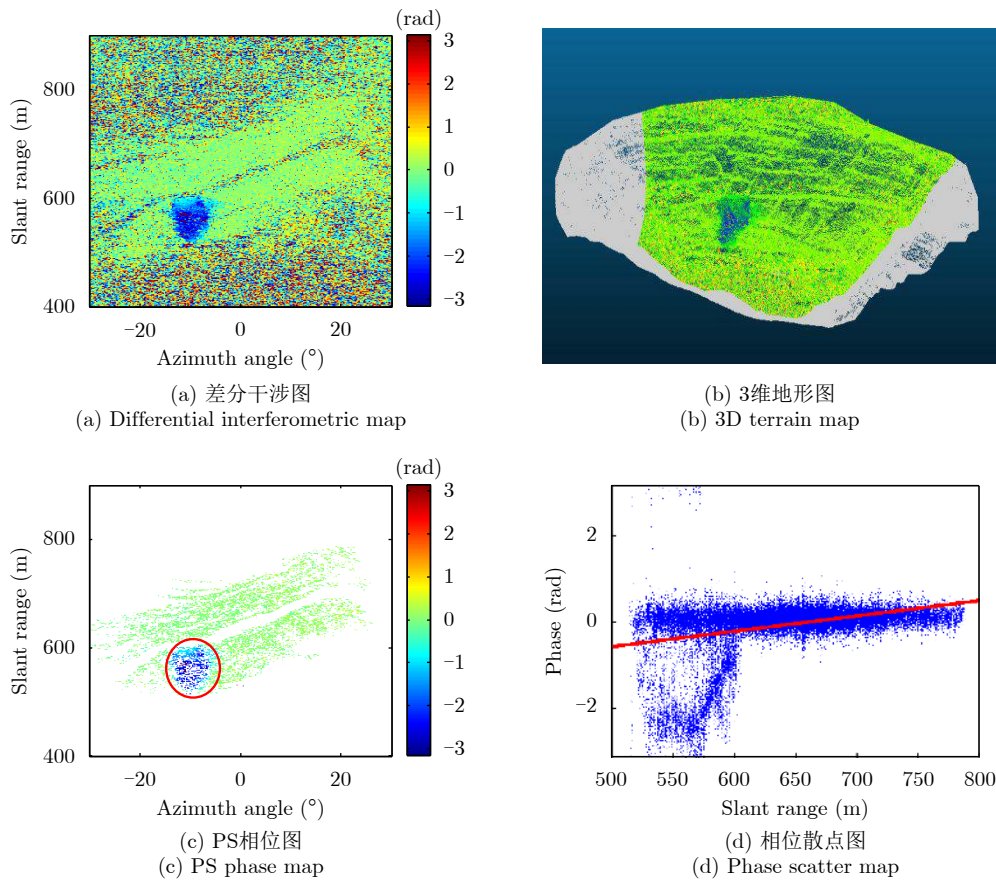 (rad)
3
2
1
0
−1
−2
−3
800
600
400
Slant range (m)
−20
0
20
Azimuth angle (°)
(a) 差分干涉图
(a) Differential interferometric map
(b) 3维地形图
(b) 3D terrain map
(rad)
3
2
1
0
−1
−2
−3
800
600
400
Slant range (m)
−20
0
20
Azimuth angle (°)
(c) PS相位图
(c) PS phase map
2
0
−2
Phase (rad)
500
550
600
650
700
750
800
Slant range (m)
(d) 相位散点图
(d) Phase scatter map